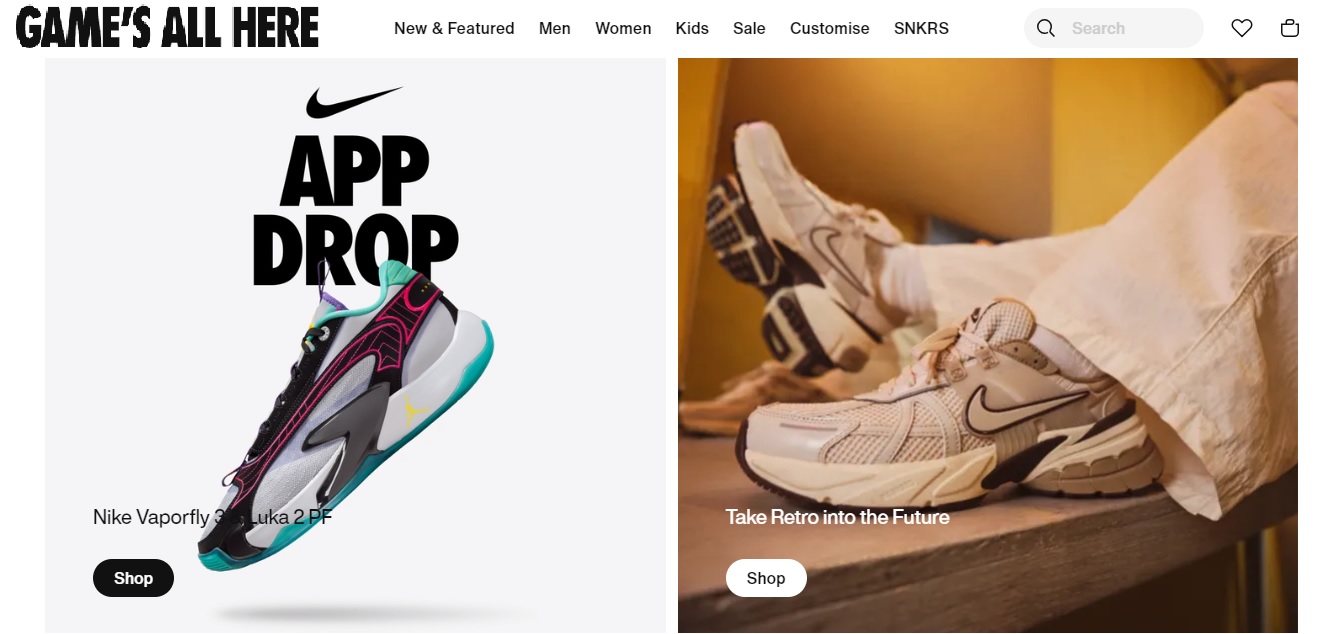 GAME'S ALL HERE
New & Featured
Men
Women
Kids
Sale
Customise
SNKRS
Search
APP
DROP
Nike Vaporfly 3 & Luka 2 PF
Shop
Take Retro into the Future
Shop